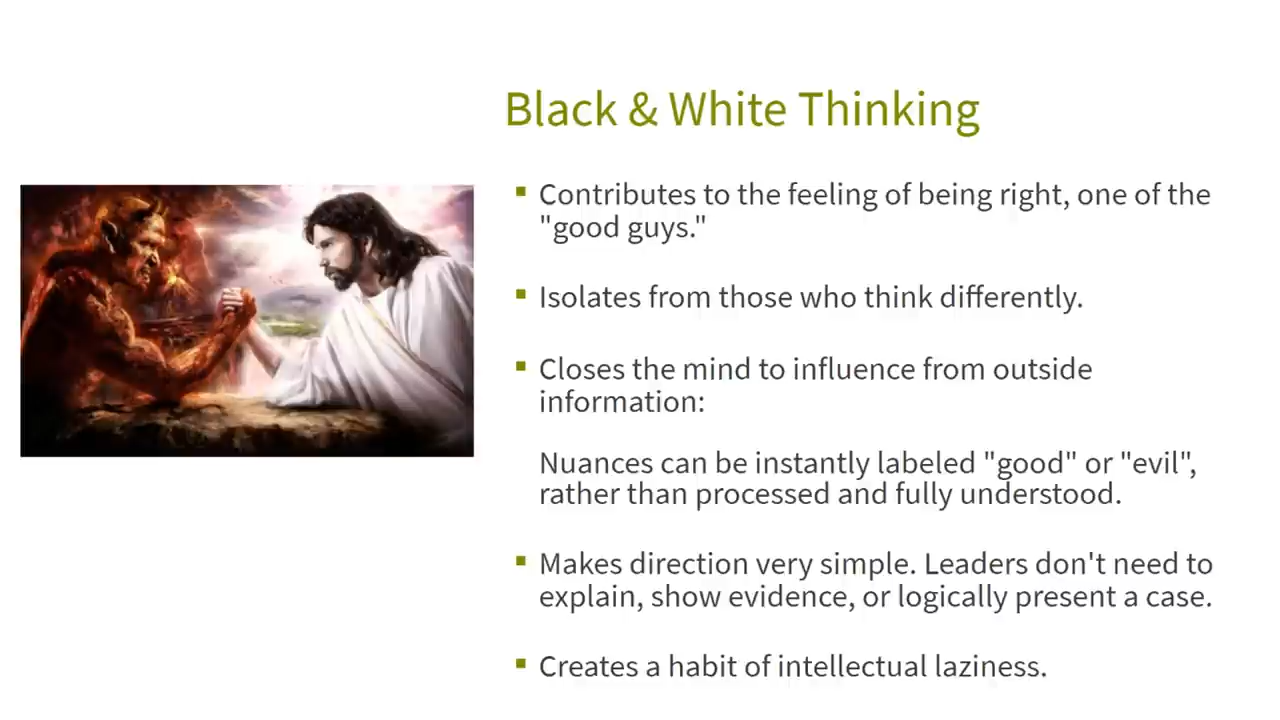 Black & White Thinking
▪ Contributes to the feeling of being right, one of the
"good guys."
▪ Isolates from those who think differently.
▪ Closes the mind to influence from outside
information:
Nuances can be instantly labeled "good" or "evil",
rather than processed and fully understood.
▪ Makes direction very simple. Leaders don't need to
explain, show evidence, or logically present a case.
▪ Creates a habit of intellectual laziness.